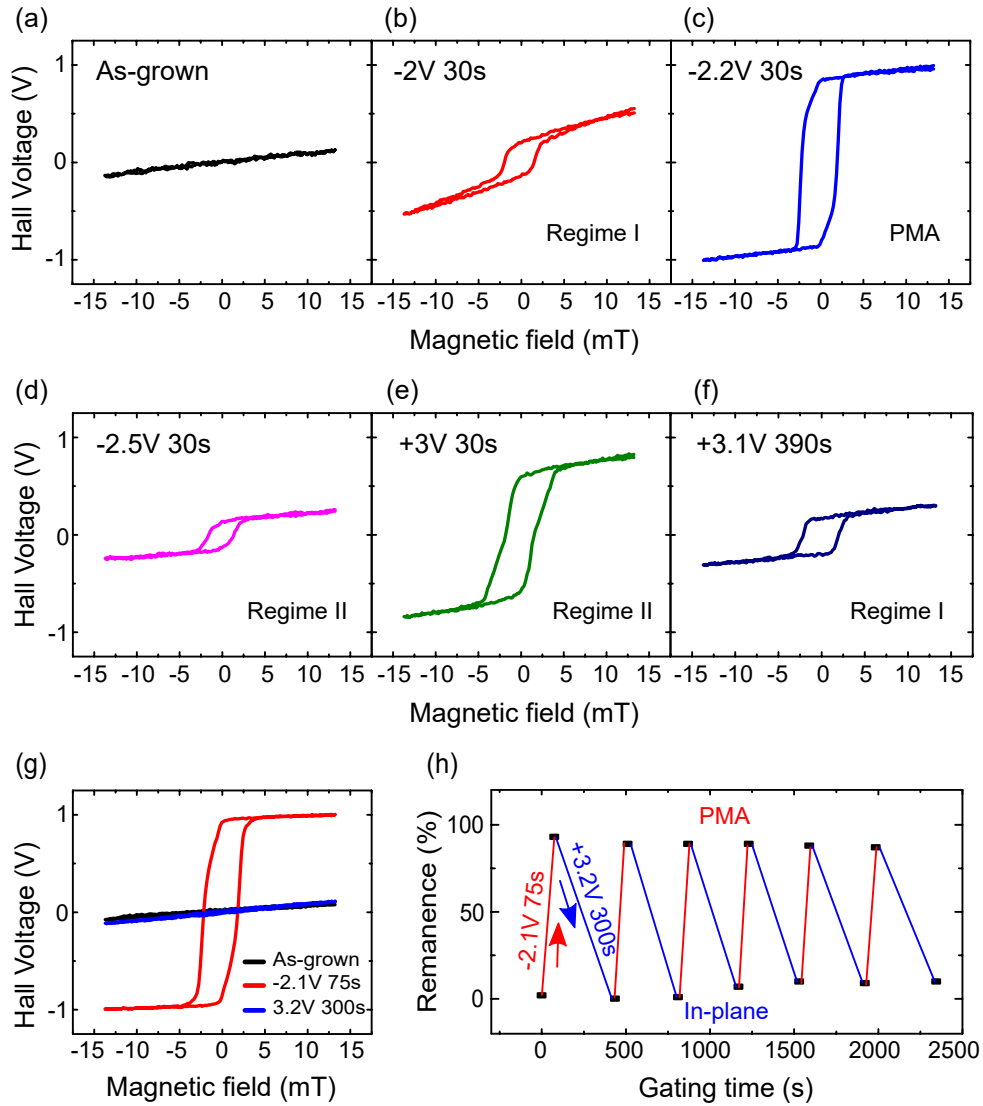 (a)
(b)
(c)
As-grown
-2V 30s
-2.2V 30s
Regime I
PMA
Hall Voltage (V)
1
0
-1
-15 -10 -5 0 5 10 15
-15 -10 -5 0 5 10 15
-15 -10 -5 0 5 10 15
Magnetic field (mT)
(d)
(e)
(f)
-2.5V 30s
+3V 30s
+3.1V 390s
Regime II
Regime II
Regime I
Hall Voltage (V)
1
0
-1
-15 -10 -5 0 5 10 15
-15 -10 -5 0 5 10 15
-15 -10 -5 0 5 10 15
Magnetic field (mT)
(g)
Hall Voltage (V)
1
0
-1
As-grown
-2.1V 75s
3.2V 300s
-15 -10 -5 0 5 10 15
Magnetic field (mT)
(h)
Remanence (%)
100
50
0
PMA
-2.1V 75s
+3.2V 300s
In-plane
0 500 1000 1500 2000 2500
Gating time (s)